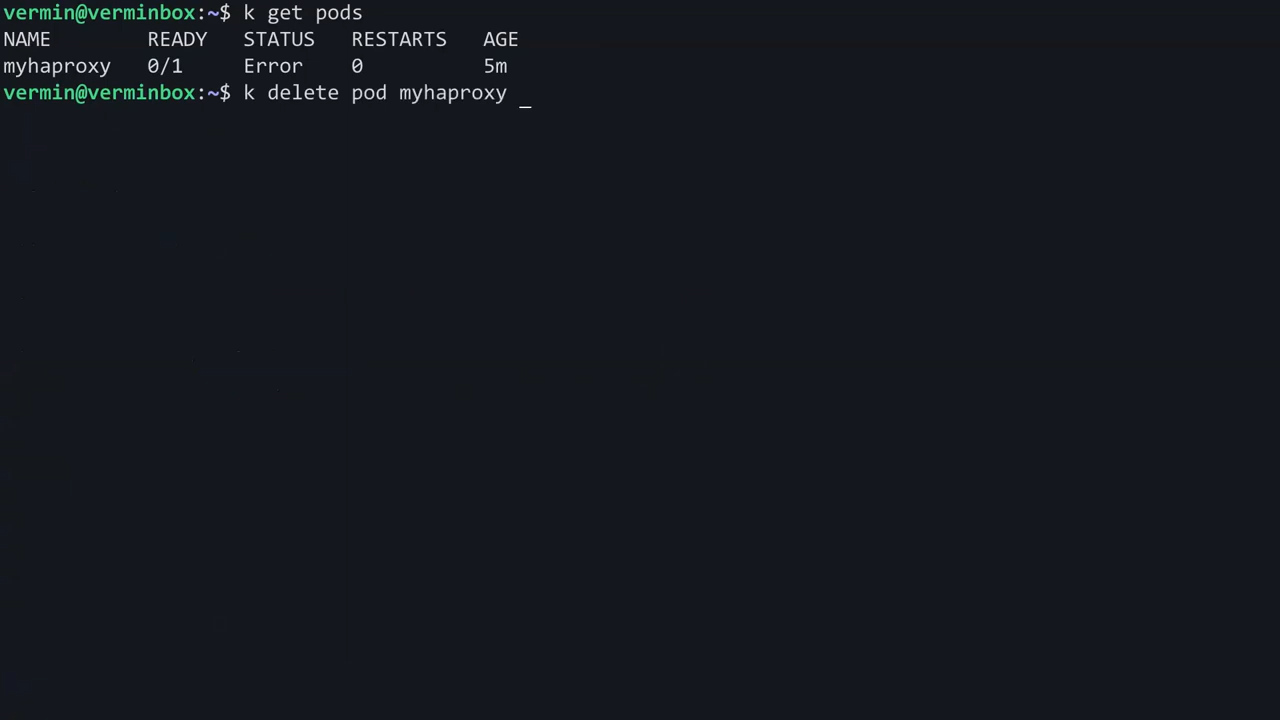 vermin@verminbox:~$ k get pods
NAME        READY   STATUS   RESTARTS   AGE
myhaproxy   0/1     Error    0          5m
vermin@verminbox:~$ k delete pod myhaproxy _